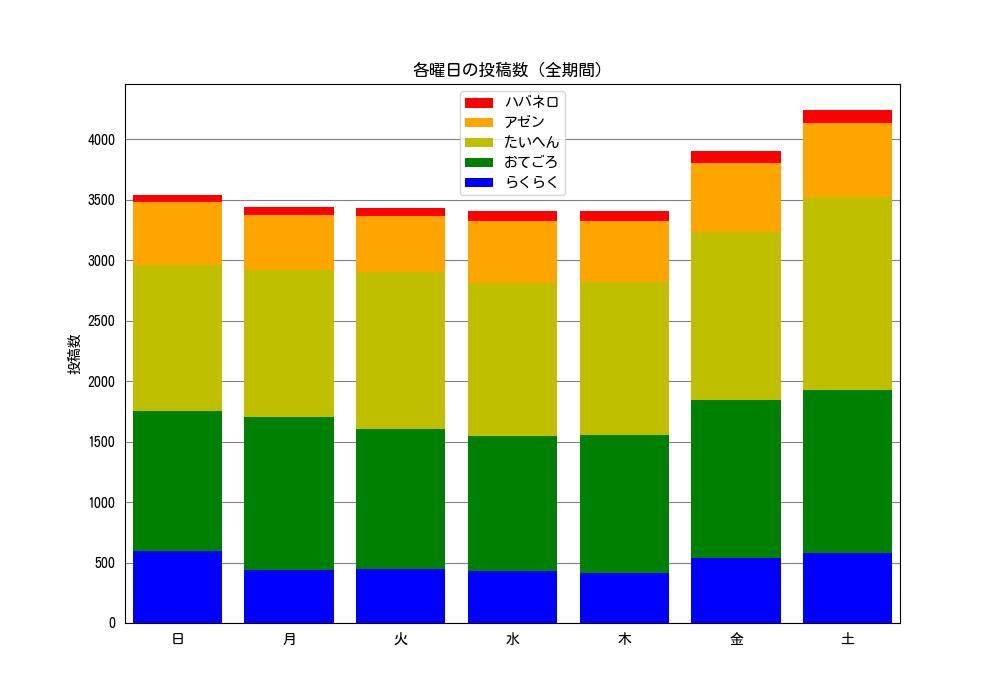 各曜日の投稿数（全期間）
ハバネロ
アゼン
たいへん
おてごろ
らくらく
投稿数
4000
3500
3000
2500
2000
1500
1000
500
0
日 月 火 水 木 金 土